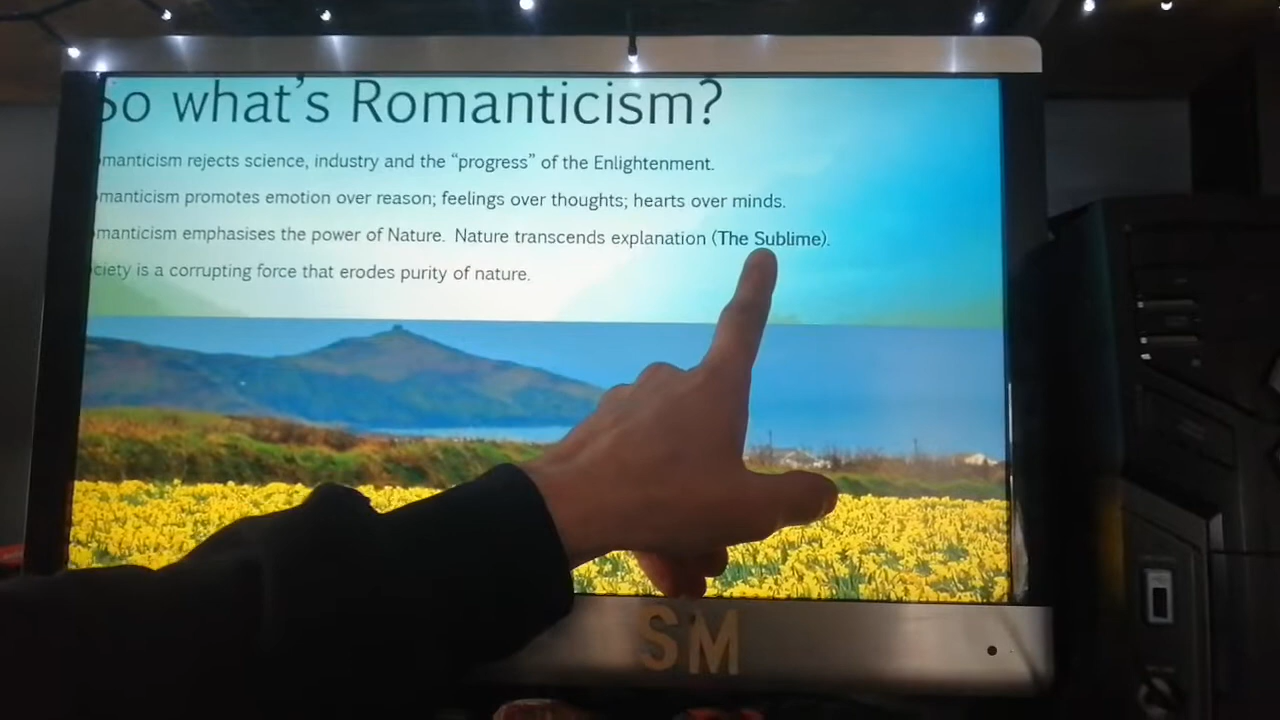 So what's Romanticism?
manticism rejects science, industry and the “progress” of the Enlightenment.
manticism promotes emotion over reason; feelings over thoughts; hearts over minds.
manticism emphasises the power of Nature. Nature transcends explanation (The Sublime).
ciety is a corrupting force that erodes purity of nature.
SM